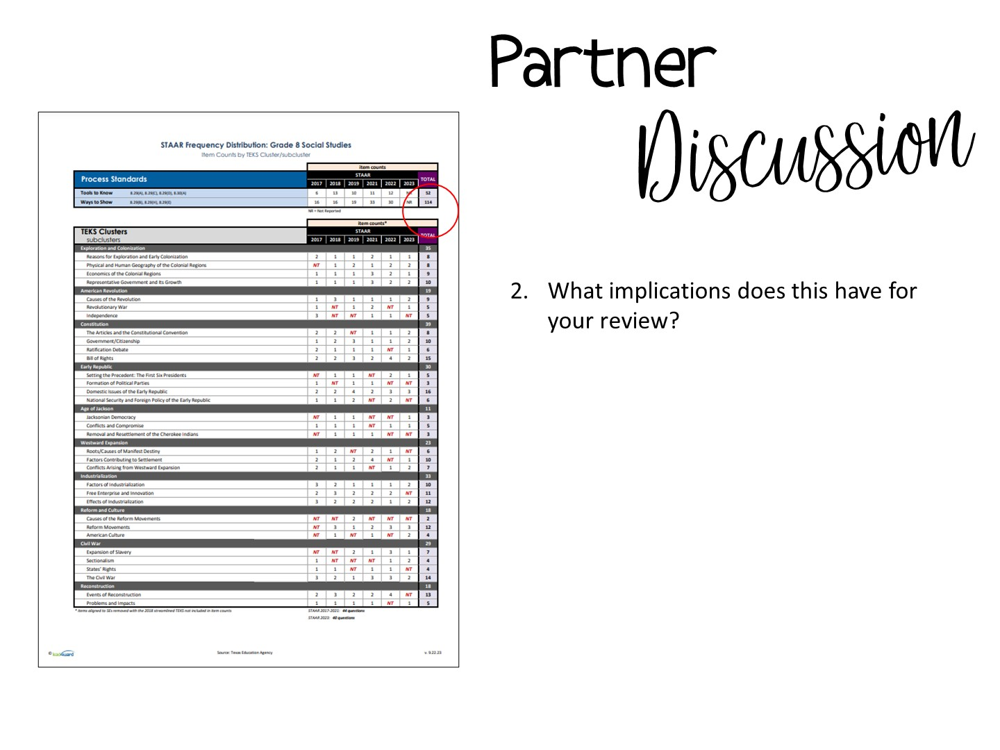 Partner
Discussion
STAAR Frequency Distribution: Grade 8 Social Studies
Item Counts by TEKS Cluster/subcluster
item counts
Process Standards STAAR TOTAL
2017 2018 2019 2021 2022 2023
Tools to Know 8.29(A), 8.29(C), 8.29(D), 8.30(A) 6 13 10 11 12 52
Ways to Show 8.29(B), 8.29(H), 8.29(E) 16 16 19 33 30 NR 114
NR = Not Reported
item counts*
TEKS Clusters STAAR TOTAL
subclusters 2017 2018 2019 2021 2022 2023
Exploration and Colonization 35
Reasons for Exploration and Early Colonization 2 1 1 2 1 1 8
Physical and Human Geography of the Colonial Regions NT 1 2 1 2 2 8
Economics of the Colonial Regions 1 1 1 3 2 1 9
Representative Government and Its Growth 1 1 1 3 2 2 10
American Revolution 19
Causes of the Revolution 1 3 1 1 1 2 9
Revolutionary War 1 NT 1 2 NT 1 5
Independence 3 NT NT 1 1 NT 5
Constitution 39
The Articles and the Constitutional Convention 2 2 NT 1 1 2 8
Government/Citizenship 1 2 3 1 1 2 10
Ratification Debate 2 1 1 1 NT 1 6
Bill of Rights 2 2 3 2 4 2 15
Early Republic 30
Setting the Precedent: The First Six Presidents NT 1 1 NT 2 1 5
Formation of Political Parties 1 NT 1 1 NT NT 3
Domestic Issues of the Early Republic 2 2 4 2 3 3 16
National Security and Foreign Policy of the Early Republic 1 1 2 NT 2 NT 6
Age of Jackson 11
Jacksonian Democracy NT 1 1 NT NT 1 3
Conflicts and Compromise 1 1 1 NT 1 1 5
Removal and Resettlement of the Cherokee Indians NT 1 1 1 NT NT 3
Westward Expansion 23
Roots/Causes of Manifest Destiny 1 2 NT 2 1 NT 6
Factors Contributing to Settlement 2 1 2 4 NT 1 10
Conflicts Arising from Westward Expansion 2 1 1 NT 1 2 7
Industrialization 33
Factors of Industrialization 3 2 1 1 1 2 10
Free Enterprise and Innovation 2 3 2 2 2 NT 11
Effects of Industrialization 3 2 2 2 1 2 12
Reform and Culture 18
Causes of the Reform Movements NT NT 2 NT NT NT 2
Reform Movements NT 3 1 2 3 3 12
American Culture NT 1 NT 1 NT 2 4
Civil War 29
Expansion of Slavery NT NT 2 1 3 1 7
Sectionalism 1 NT NT NT 1 2 4
States' Rights 1 1 NT 1 1 NT 4
The Civil War 3 2 1 3 3 2 14
Reconstruction 18
Events of Reconstruction 2 3 2 2 4 NT 13
Problems and Impacts 1 1 1 1 NT 1 5
* Items aligned to SEs removed with the 2018 streamlined TEKS not included in item counts STAAR 2017-2021: 44 questions
STAAR 2023: 40 questions
© lead4ward Source: Texas Education Agency v. 9.22.23
2. What implications does this have for
your review?